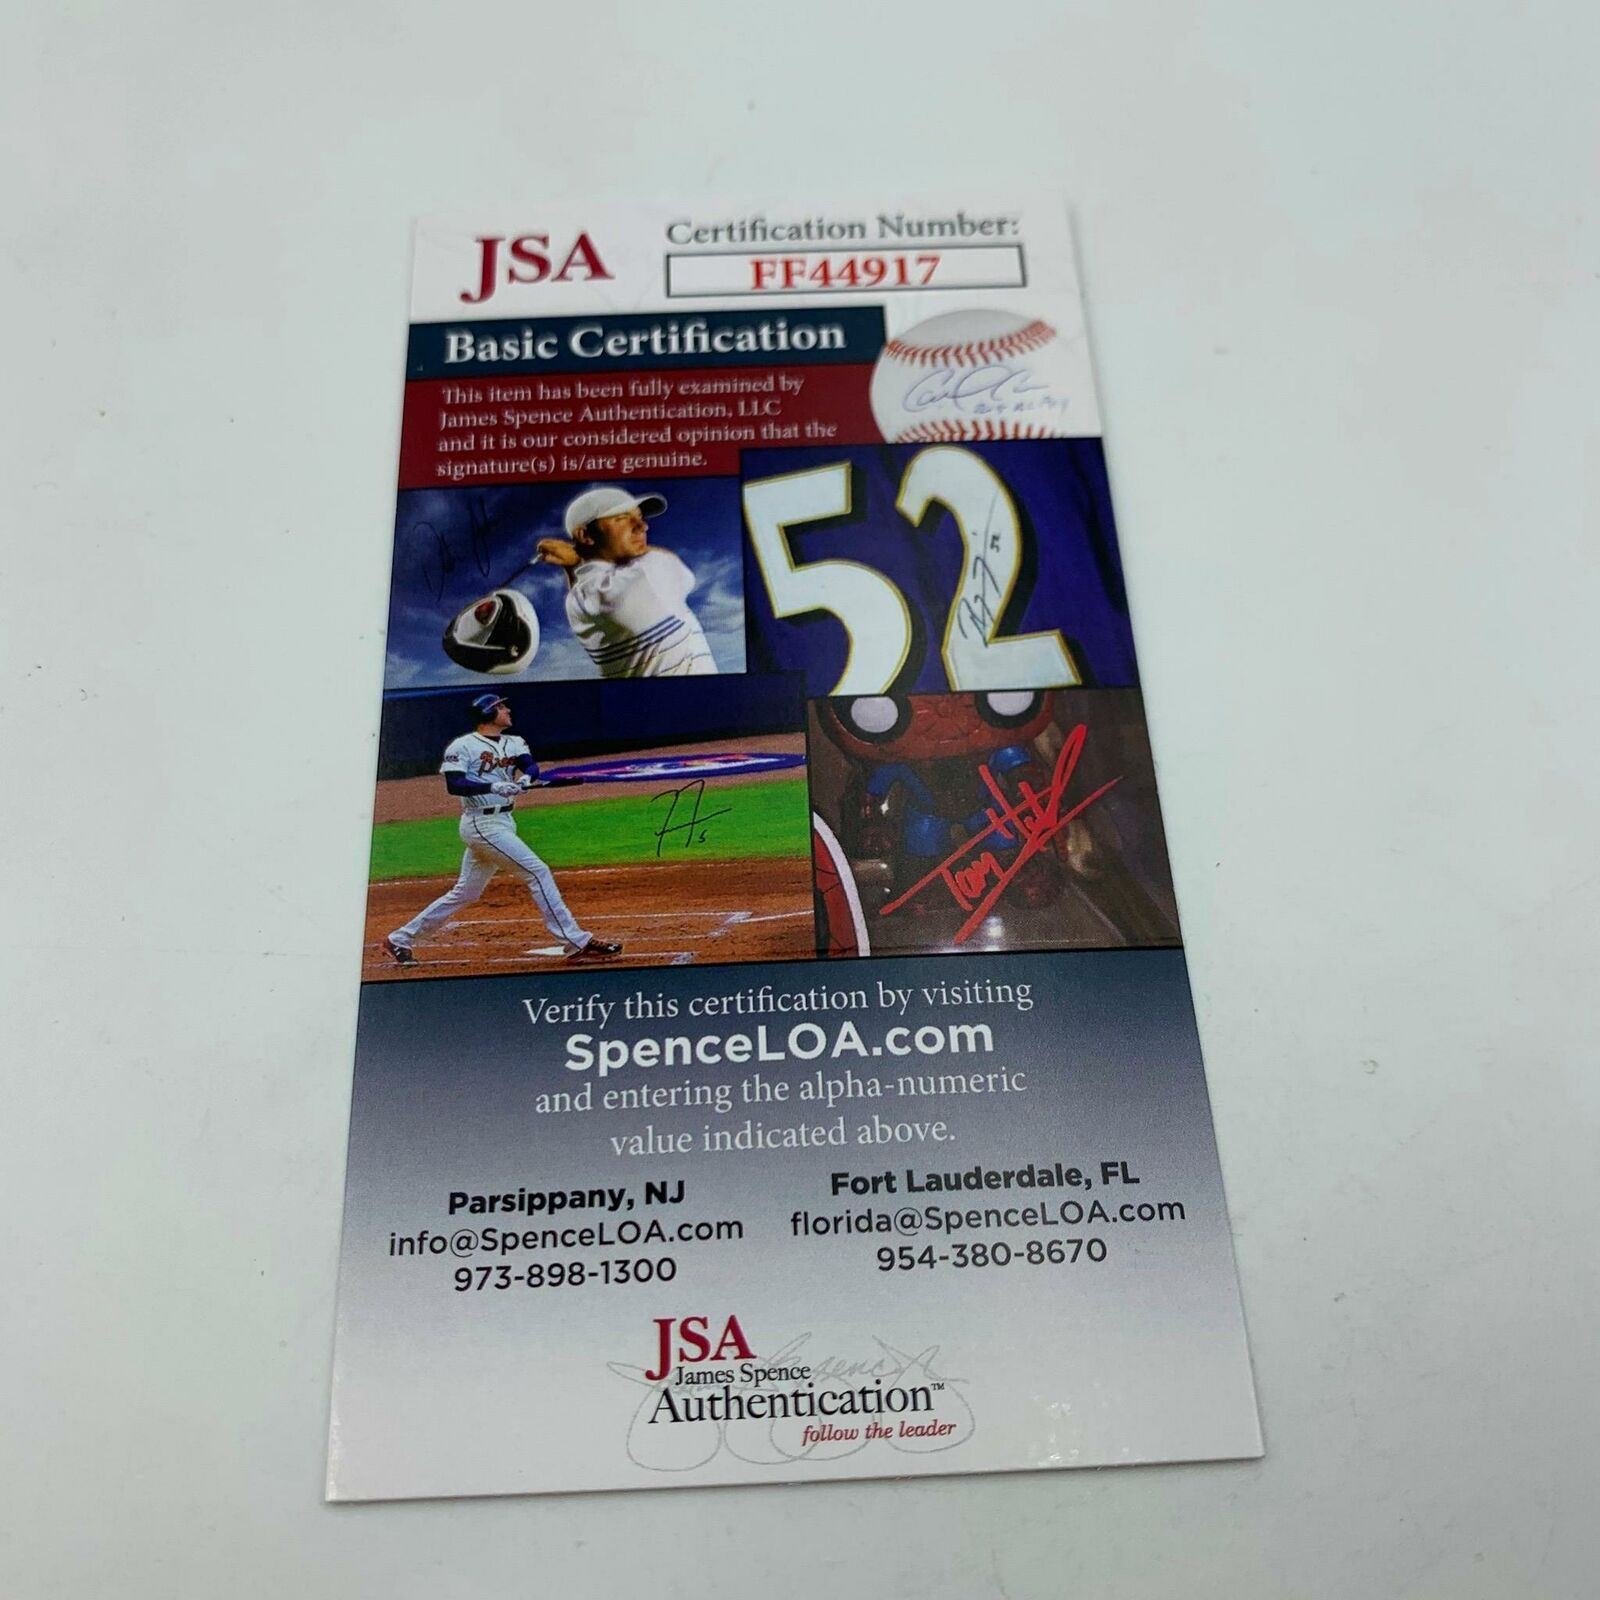 JSA
Certification Number:
FF44917
Basic Certification
This item has been fully examined by
James Spence Authentication, LLC
and it is our considered opinion that the
signature(s) is/are genuine.
52
Verify this certification by visiting
SpenceLOA.com
and entering the alpha-numeric
value indicated above.
Parsippany, NJ
info@SpenceLOA.com
973-898-1300
Fort Lauderdale, FL
florida@SpenceLOA.com
954-380-8670
JSA
James Spence
Authentication™
follow the leader